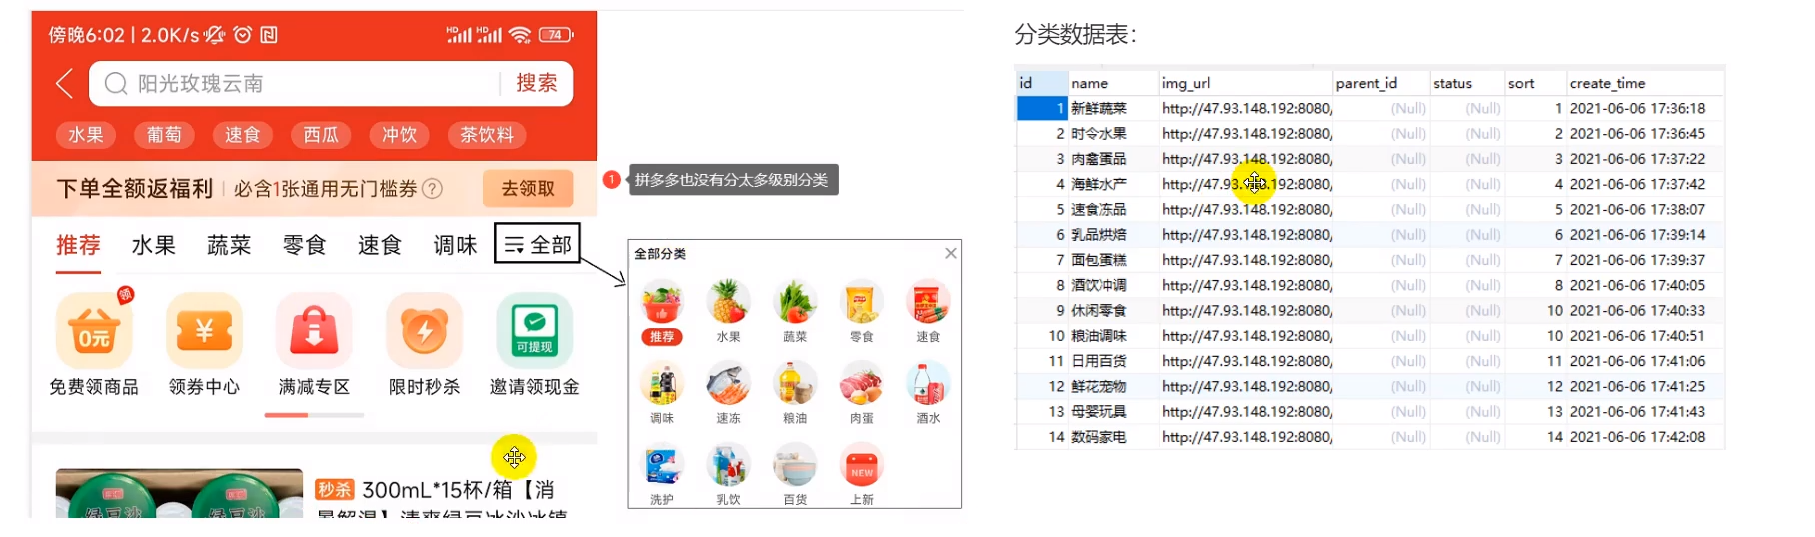 傍晚6:02 | 2.0K/s
HD HD 74
阳光玫瑰云南 搜索
水果 葡萄 速食 西瓜 冲饮 茶饮料
下单全额返福利 必含1张通用无门槛券? 去领取
推荐 水果 蔬菜 零食 速食 调味 全部
领
0元 ¥ 可提现
免费领商品 领券中心 满减专区 限时秒杀 邀请领现金
秒杀 300mL*15杯/箱【消
1 拼多多也没有分太多级别分类
全部分类
推荐 水果 蔬菜 零食 速食
调味 速冻 粮油 肉蛋 酒水
NEW
洗护 乳饮 百货 上新
分类数据表：
id name img_url parent_id status sort create_time
1 新鲜蔬菜 http://47.93.148.192:8080/ (Null) (Null) 1 2021-06-06 17:36:18
2 时令水果 http://47.93.148.192:8080/ (Null) (Null) 2 2021-06-06 17:36:45
3 肉禽蛋品 http://47.93.148.192:8080/ (Null) (Null) 3 2021-06-06 17:37:22
4 海鲜水产 http://47.93.148.192:8080/ (Null) (Null) 4 2021-06-06 17:37:42
5 速食冻品 http://47.93.148.192:8080/ (Null) (Null) 5 2021-06-06 17:38:07
6 乳品烘焙 http://47.93.148.192:8080/ (Null) (Null) 6 2021-06-06 17:39:14
7 面包蛋糕 http://47.93.148.192:8080/ (Null) (Null) 7 2021-06-06 17:39:37
8 酒饮冲调 http://47.93.148.192:8080/ (Null) (Null) 8 2021-06-06 17:40:05
9 休闲零食 http://47.93.148.192:8080/ (Null) (Null) 10 2021-06-06 17:40:33
10 粮油调味 http://47.93.148.192:8080/ (Null) (Null) 10 2021-06-06 17:40:51
11 日用百货 http://47.93.148.192:8080/ (Null) (Null) 11 2021-06-06 17:41:06
12 鲜花宠物 http://47.93.148.192:8080/ (Null) (Null) 12 2021-06-06 17:41:25
13 母婴玩具 http://47.93.148.192:8080/ (Null) (Null) 13 2021-06-06 17:41:43
14 数码家电 http://47.93.148.192:8080/ (Null) (Null) 14 2021-06-06 17:42:08